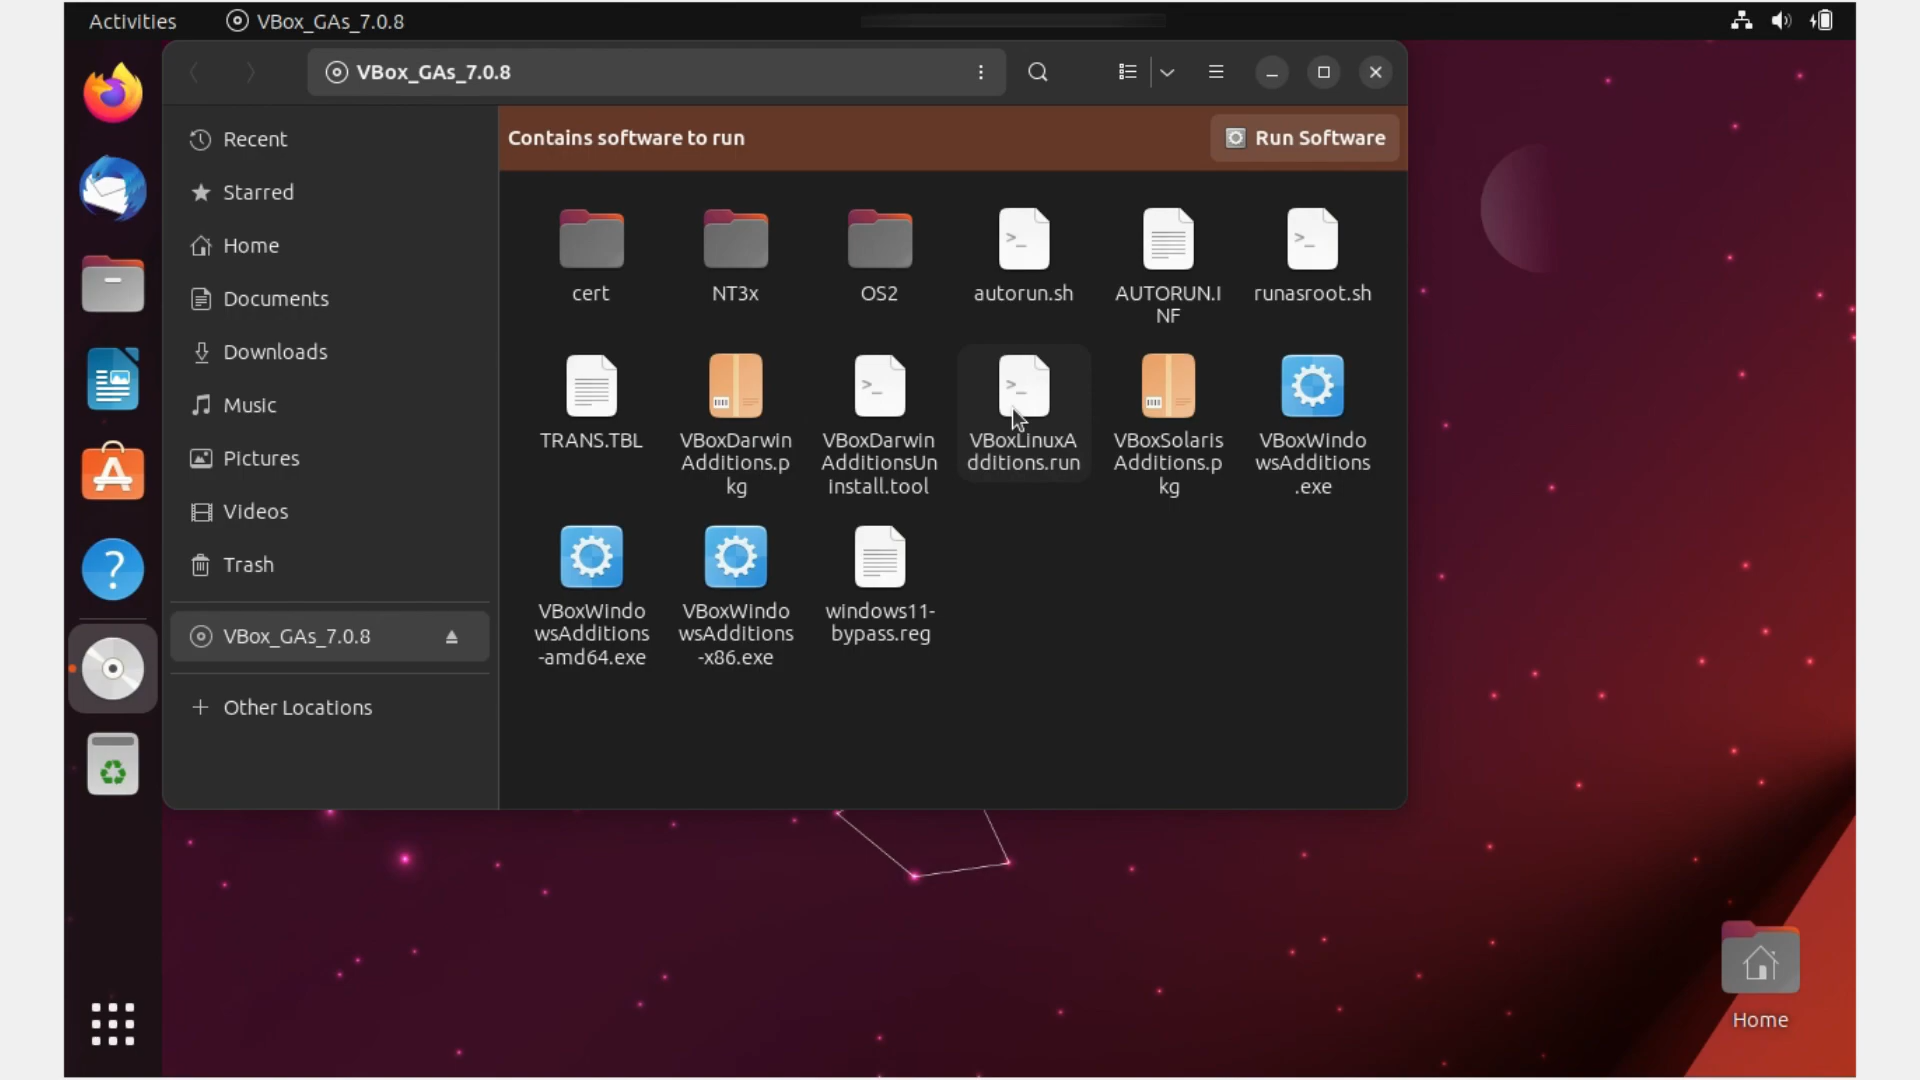 Activities
VBox_GAs_7.0.8
VBox_GAs_7.0.8
Recent
Starred
Home
Documents
Downloads
Music
Pictures
Videos
Trash
VBox_GAs_7.0.8
Other Locations
Contains software to run
Run Software
cert
NT3x
OS2
autorun.sh
AUTORUN.I
NF
runasroot.sh
TRANS.TBL
VBoxDarwin
Additions.p
kg
VBoxDarwin
AdditionsUn
install.tool
VBoxLinuxA
dditions.run
VBoxSolaris
Additions.p
kg
VBoxWindo
wsAdditions
.exe
VBoxWindo
wsAdditions
-amd64.exe
VBoxWindo
wsAdditions
-x86.exe
windows11-
bypass.reg
Home